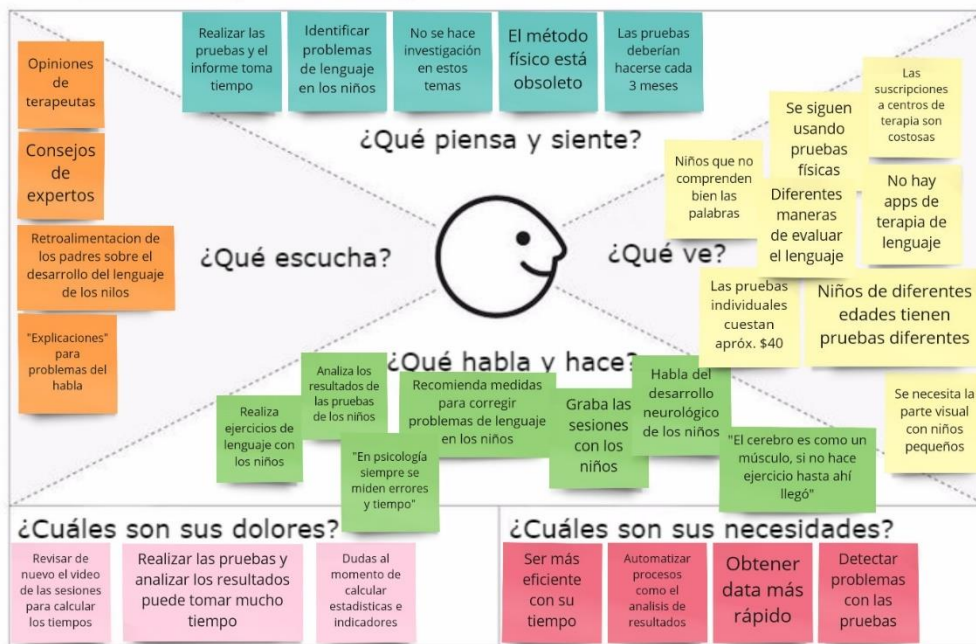 Realizar las
pruebas y el
informe toma
tiempo
Identificar
problemas
de lenguaje
en los niños
No se hace
investigación
en estos
temas
El método
físico está
obsoleto
Las pruebas
deberían
hacerse cada
3 meses
¿Qué piensa y siente?
Opiniones
de
terapeutas
Consejos
de
expertos
Retroalimentacion de
los padres sobre el
desarrollo del lenguaje
de los nilos
"Explicaciones"
para
problemas del
habla
¿Qué escucha?
¿Qué ve?
Las
suscripciones
a centros de
terapia son
costosas
Se siguen
usando
pruebas
físicas
Niños que no
comprenden
bien las
palabras
Diferentes
maneras
de evaluar
el lenguaje
No hay
apps de
terapia de
lenguaje
Las pruebas
individuales
cuestan
apróx. $40
Niños de diferentes
edades tienen
pruebas diferentes
Se necesita la
parte visual
con niños
pequeños
¿Qué habla y hace?
Realiza
ejercicios de
lenguaje con
los niños
Analiza los
resultados de
las pruebas
de los niños
"En psicología
siempre se
miden errores
y tiempo"
Recomienda medidas
para corregir
problemas de lenguaje
en los niños
Graba las
sesiones
con los
niños
Habla del
desarrollo
neurológico
de los niños
"El cerebro es como un
músculo, si no hace
ejercicio hasta ahí
llegó"
¿Cuáles son sus dolores?
Revisar de
nuevo el video
de las sesiones
para calcular
los tiempos
Realizar las pruebas y
analizar los resultados
puede tomar mucho
tiempo
Dudas al
momento de
calcular
estadísticas e
indicadores
¿Cuáles son sus necesidades?
Ser más
eficiente
con su
tiempo
Automatizar
procesos
como el
analisis de
resultados
Obtener
data más
rápido
Detectar
problemas
con las
pruebas